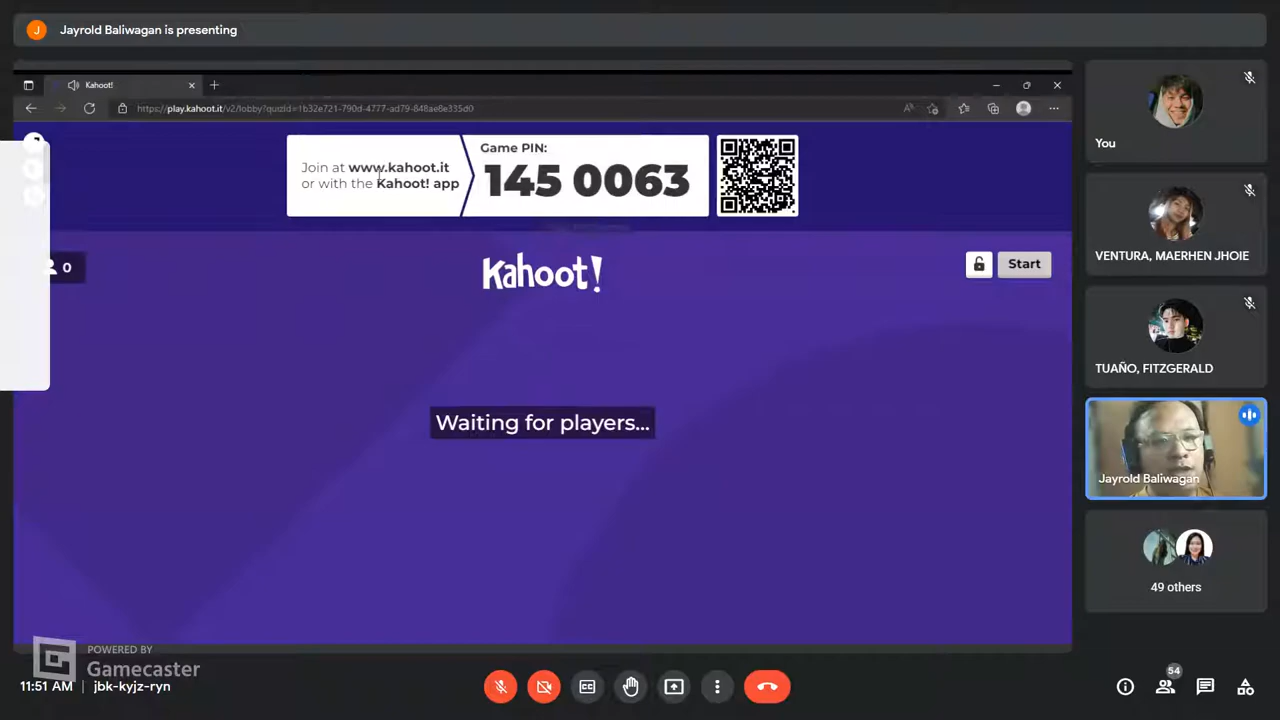 J
Jayrold Baliwagan is presenting
Kahoot!
https://play.kahoot.it/v2/lobby?quizId=1b32e721-790d-4777-ad79-848ae6e335d0
Join at www.kahoot.it
or with the Kahoot! app
Game PIN:
145 0063
0
Kahoot!
Start
Waiting for players...
You
VENTURA, MAERHEN JHOIE
TUAÑO, FITZGERALD
Jayrold Baliwagan
49 others
POWERED BY
Gamecaster
11:51 AM | jbk-kyjz-ryn
54